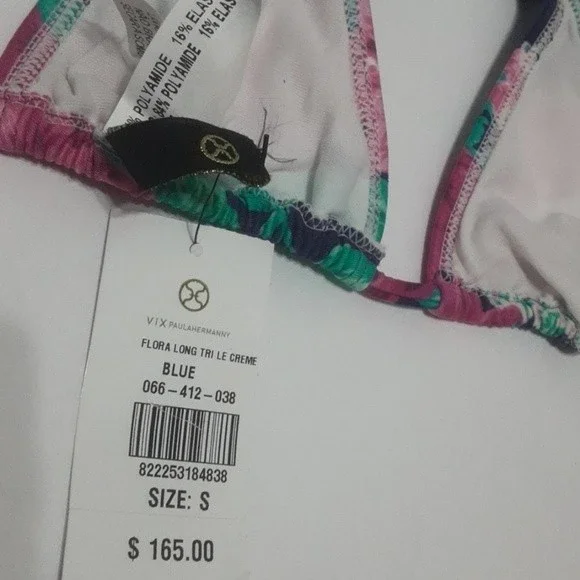 16% ELAS
% POLYAMIDE 16% ELAS
84% POLYAMIDE
VIX PAULAHERMANNY
FLORA LONG TRI LE CREME
BLUE
066-412-038
822253184838
SIZE: S
$ 165.00